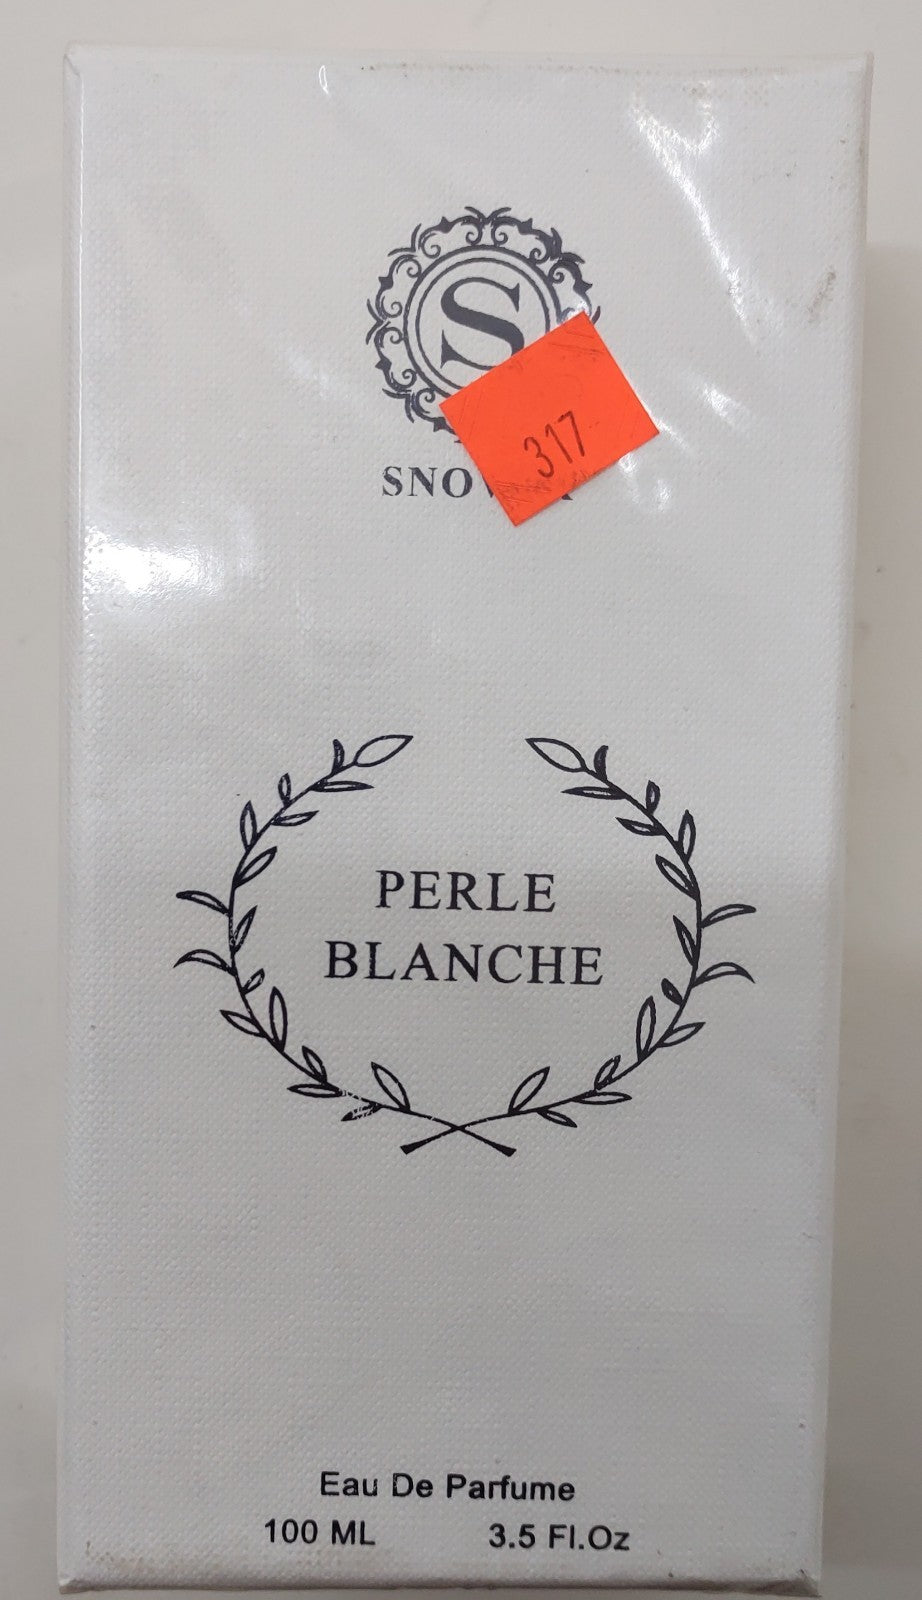 S
317
PERLE
BLANCHE
Eau De Parfume
100 ML 3.5 Fl.Oz